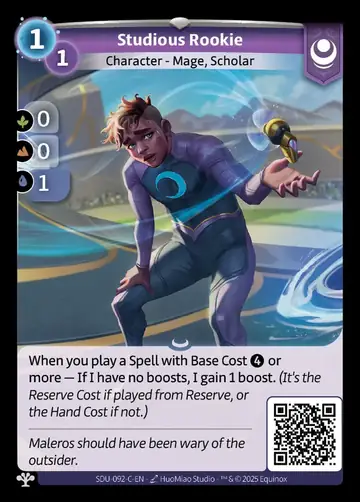 1
Studious Rookie
1
Character - Mage, Scholar
0
0
1
When you play a Spell with Base Cost 4 or
more — If I have no boosts, I gain 1 boost. (It's the
Reserve Cost if played from Reserve, or
the Hand Cost if not.)
Maleros should have been wary of the
outsider.
SDU-092-C-EN - HuoMiao Studio - ™& © 2025 Equinox